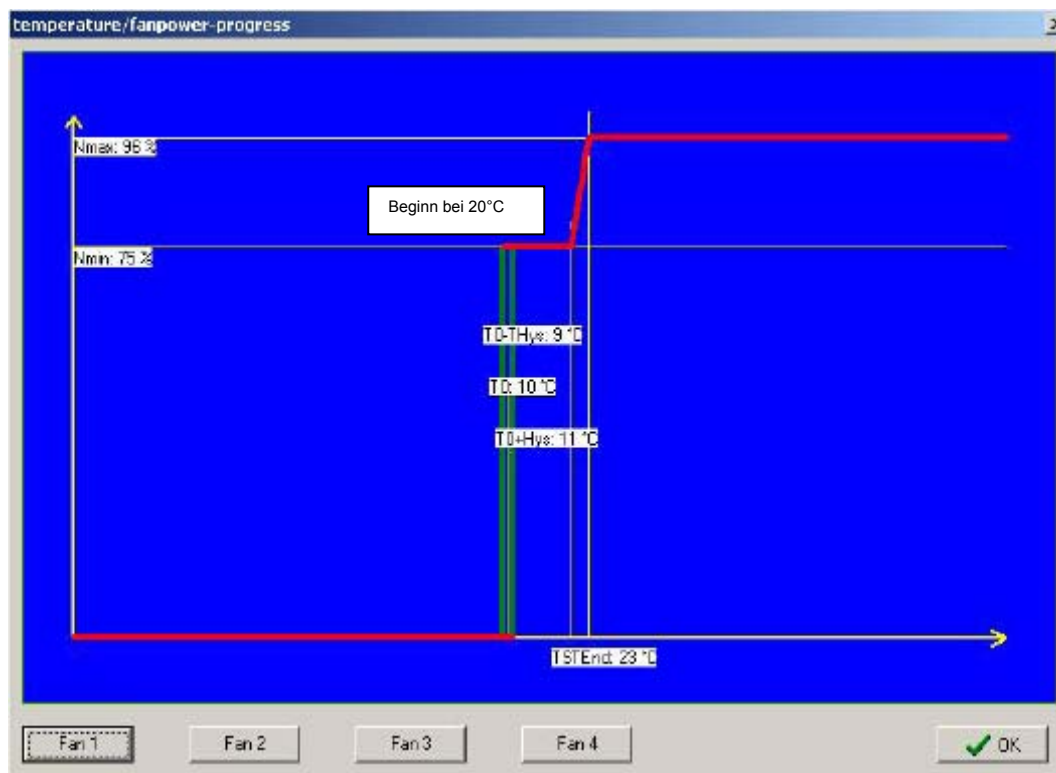 temperature/fanpower-progress
Nmax: 96 %
Beginn bei 20°C
Nmin: 75 %
T0-THys: 9 °C
T0: 10 °C
T0+Hys: 11 °C
TSTEnd: 23 °C
Fan 1
Fan 2
Fan 3
Fan 4
OK